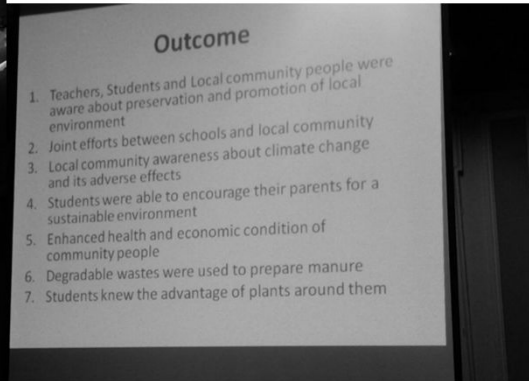 Outcome
1. Teachers, Students and Local community people were
aware about preservation and promotion of local
environment
2. Joint efforts between schools and local community
3. Local community awareness about climate change
and its adverse effects
4. Students were able to encourage their parents for a
sustainable environment
5. Enhanced health and economic condition of
community people
6. Degradable wastes were used to prepare manure
7. Students knew the advantage of plants around them